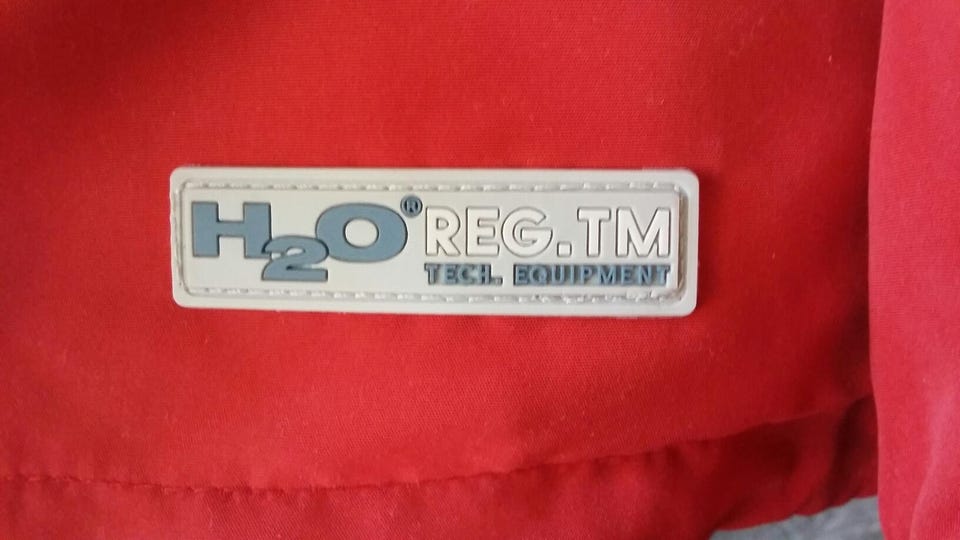 H2O® REG.TM
TECH. EQUIPMENT